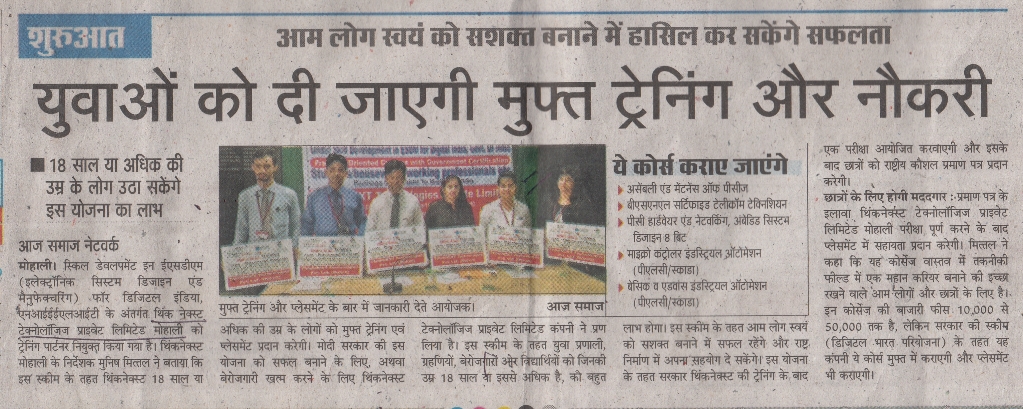 शुरुआत
आम लोग स्वयं को सशक्त बनाने में हासिल कर सकेंगे सफलता
युवाओं को दी जाएगी मुफ्त ट्रेनिंग और नौकरी
■ 18 साल या अधिक की
उम्र के लोग उठा सकेंगे
इस योजना का लाभ
आज समाज नेटवर्क
मोहाली। स्किल डेवलपमेंट इन ईएसडीएम
(इलेक्ट्रॉनिक सिस्टम डिजाइन एंड
मैनुफेक्चरिंग) -फॉर डिजिटल इंडिया,
एनआईईएलआईटी के अंतर्गत थिंक नेक्स्ट
टेक्नोलॉजिज प्राइवेट लिमिटेड मोहाली को
ट्रेनिंग पार्टनर नियुक्त किया गया है। थिंकनेक्स्ट
मोहाली के निर्देशक मुनिष मित्तल ने बताया कि
इस स्कीम के तहत थिंकनेक्स्ट 18 साल या
with Government Certification
working professionals
मुफ्त ट्रेनिंग और प्लेसमेंट के बारे में जानकारी देते आयोजक।
आज समाज
अधिक की उम्र के लोगों को मुफ्त ट्रेनिंग एवं
प्लेसमेंट प्रदान करेगी। मोदी सरकार की इस
योजना को सफल बनाने के लिए, अथवा
बेरोजगारी खत्म करने के लिए थिंकनेक्स्ट
टेक्नोलॉजिज प्राइवेट लिमिटेड कंपनी ने प्रण
लिया है। इस स्कीम के तहत युवा प्रणाली,
ग्रहणियों, बेरोजगारों और विद्यार्थियों को जिनकी
उम्र 18 साल या इससे अधिक है, को बहुत
ये कोर्स कराए जाएंगे
असेंबली एंड मेंटनेंस ऑफ पीसीज
बीएसएनएल सर्टिफाइड टेलीकॉम टेक्निशियन
पीसी हार्डवेयर एंड नेटवर्किंग, अंबेडिड सिस्टम
डिजाइन 8 बिट
माइक्रो कंट्रोलर इंडस्ट्रियल ऑटोमेशन
(पीएलसी/स्काडा)
बेसिक व एडवांस इंडस्ट्रियल ऑटोमेशन
(पीएलसी/स्काडा)
लाभ होगा। इस स्कीम के तहत आम लोग स्वयं
को सशक्त बनाने में सफल रहेंगे और राष्ट्र
निर्माण में अपना सहयोग दे सकेंगे। इस योजना
के तहत सरकार थिंकनेक्स्ट की ट्रेनिंग के बाद
एक परीक्षा आयोजित करवाएगी और इसके
बाद छात्रों को राष्ट्रीय कौशल प्रमाण पत्र प्रदान
करेगी।
छात्रों के लिए होगी मददगार :-प्रमाण पत्र के
इलावा थिंकनेक्स्ट टेक्नोलॉजिज प्राइवेट
लिमिटेड मोहाली परीक्षा पूर्ण करने के बाद
प्लेसमेंट में सहायता प्रदान करेगी। मित्तल ने
कहा कि यह कोर्सेज वास्तव में तकनीकी
फील्ड में एक महान करियर बनाने की इच्छा
रखने वाले आम लोगों और छात्रों के लिए है।
इन कोर्सेज की बाजारी फीस 10,000 से
50,000 तक है, लेकिन सरकार की स्कीम
(डिजिटल भारत परियोजना) के तहत यह
कंपनी ये कोर्स मुफ्त में कराएगी और प्लेसमेंट
भी कराएगी।